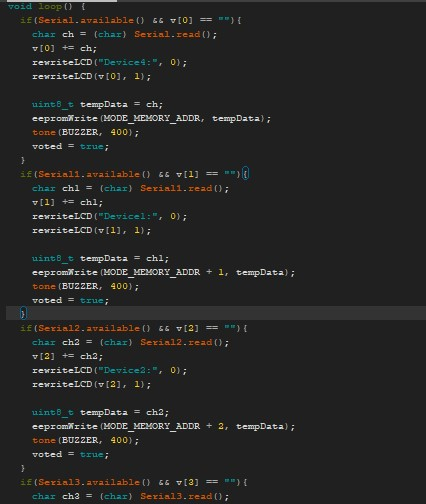 void loop() {
if(Serial.available() && v[0] == ""){
char ch = (char) Serial.read();
v[0] += ch;
rewriteLCD("Device4:", 0);
rewriteLCD(v[0], 1);
uint8_t tempData = ch;
eepromWrite(MODE_MEMORY_ADDR, tempData);
tone(BUZZER, 400);
voted = true;
}
if(Serial1.available() && v[1] == ""){
char ch1 = (char) Serial1.read();
v[1] += ch1;
rewriteLCD("Device1:", 0);
rewriteLCD(v[1], 1);
uint8_t tempData = ch1;
eepromWrite(MODE_MEMORY_ADDR + 1, tempData);
tone(BUZZER, 400);
voted = true;
}
if(Serial2.available() && v[2] == ""){
char ch2 = (char) Serial2.read();
v[2] += ch2;
rewriteLCD("Device2:", 0);
rewriteLCD(v[2], 1);
uint8_t tempData = ch2;
eepromWrite(MODE_MEMORY_ADDR + 2, tempData);
tone(BUZZER, 400);
voted = true;
}
if(Serial3.available() && v[3] == ""){
char ch3 = (char) Serial3.read();